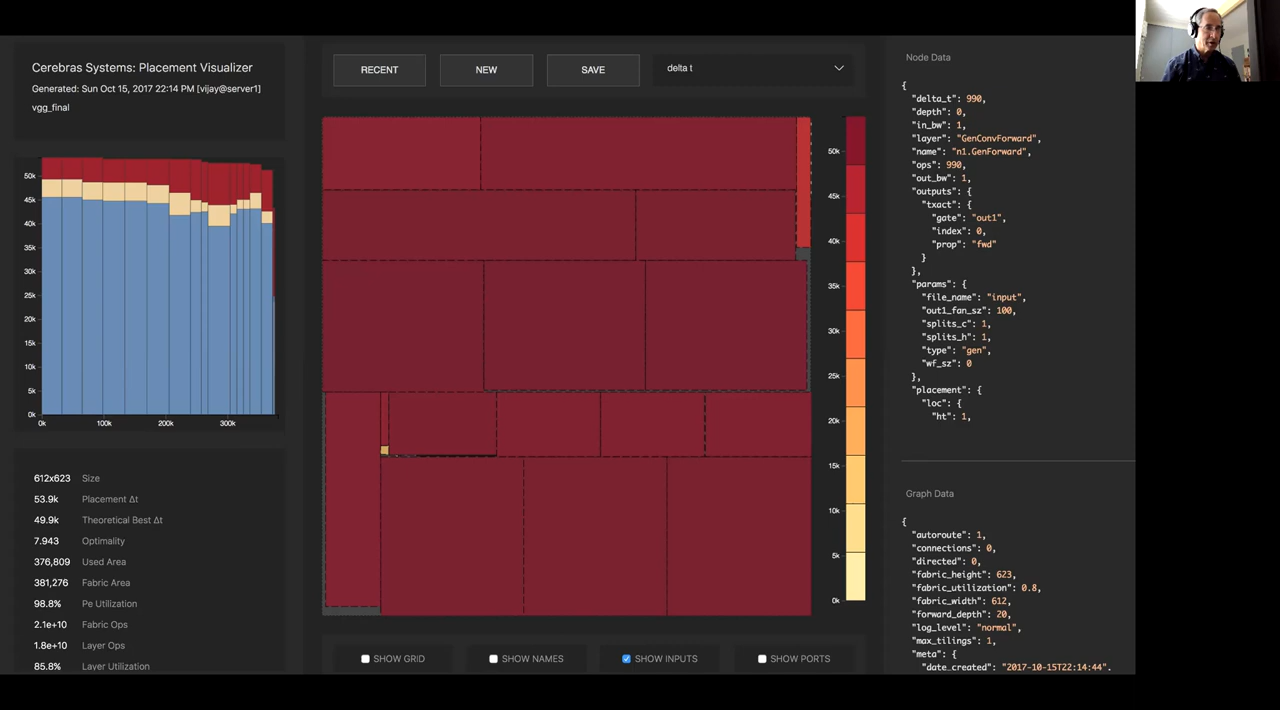 Cerebras Systems: Placement Visualizer
Generated: Sun Oct 15, 2017 22:14 PM [vijay@server1]
vgg_final
50k
45k
40k
35k
30k
25k
20k
15k
10k
5k
0k
0k
100k
200k
300k
612x623 Size
53.9k Placement Δt
49.9k Theoretical Best Δt
7.943 Optimality
376,809 Used Area
381,276 Fabric Area
98.8% Pe Utilization
2.1e+10 Fabric Ops
1.8e+10 Layer Ops
85.8% Layer Utilization
RECENT
NEW
SAVE
delta t
50k
45k
40k
35k
30k
25k
20k
15k
10k
5k
0k
SHOW GRID
SHOW NAMES
SHOW INPUTS
SHOW PORTS
Node Data
{
"delta_t": 990,
"depth": 0,
"in_bw": 1,
"layer": "GenConvForward",
"name": "n1.GenForward",
"ops": 990,
"out_bw": 1,
"outputs": {
"txact": {
"gate": "out1",
"index": 0,
"prop": "fwd"
}
},
"params": {
"file_name": "input",
"out1_fan_sz": 100,
"splits_c": 1,
"splits_h": 1,
"type": "gen",
"wf_sz": 0
},
"placement": {
"loc": {
"ht": 1,
Graph Data
{
"autoroute": 1,
"connections": 0,
"directed": 0,
"fabric_height": 623,
"fabric_utilization": 0.8,
"fabric_width": 612,
"forward_depth": 20,
"log_level": "normal",
"max_tilings": 1,
"meta": {
"date_created": "2017-10-15T22:14:44".